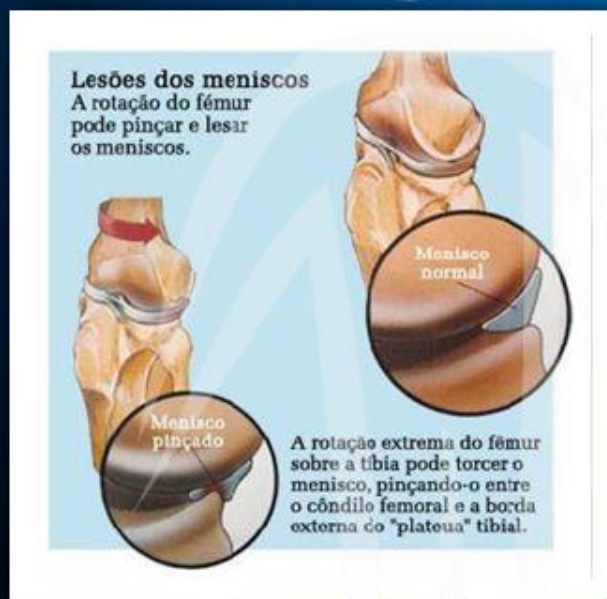 Lesões dos meniscos
A rotação do fémur
pode pinçar e lesar
os meniscos.
Menisco
normal
Menisco
pinçado
A rotação extrema do fêmur
sobre a tíbia pode torcer o
menisco, pinçando-o entre
o côndilo femoral e a borda
externa do "plateua" tibial.